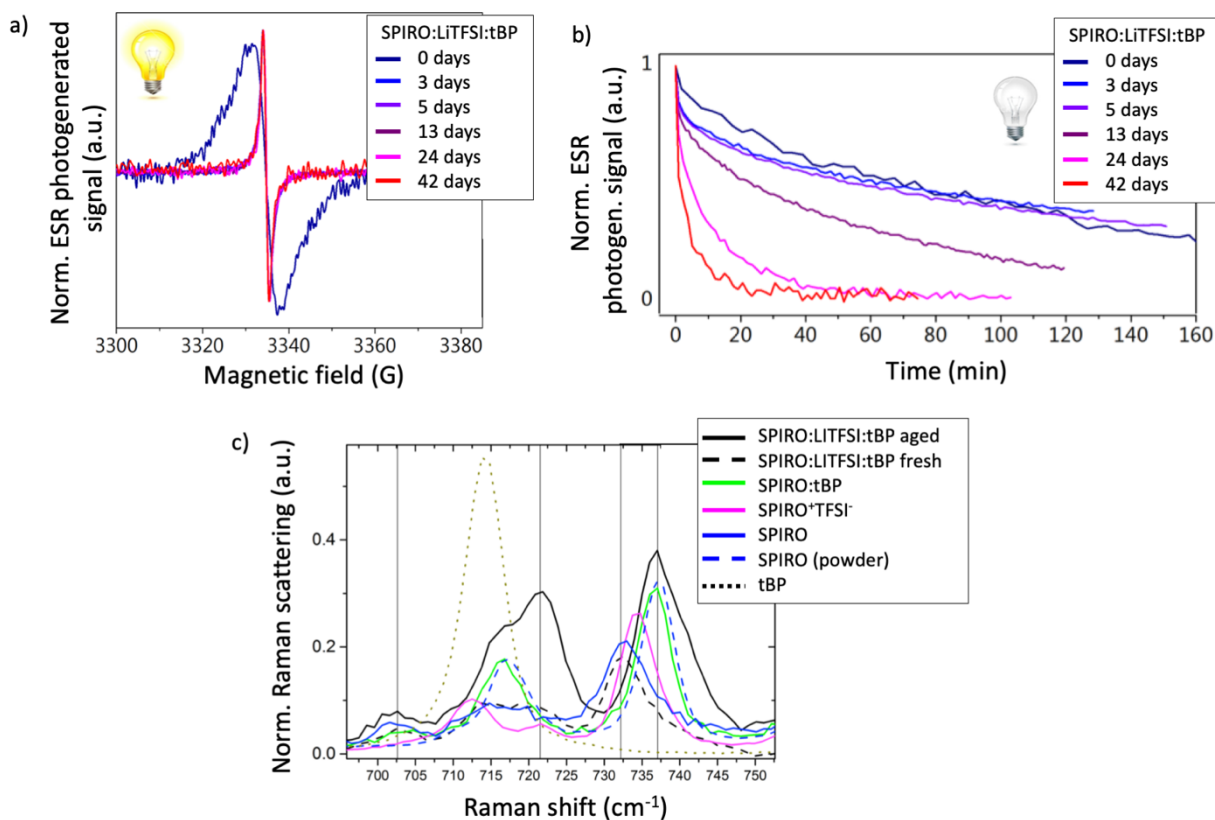 a)
Norm. ESR photogenerated
signal (a.u.)
SPIRO:LiTFSI:tBP
0 days
3 days
5 days
13 days
24 days
42 days
3300 3320 3340 3360 3380
Magnetic field (G)
b)
Norm. ESR
photogen. signal (a.u.)
1
0
SPIRO:LiTFSI:tBP
0 days
3 days
5 days
13 days
24 days
42 days
0 20 40 60 80 100 120 140 160
Time (min)
c)
Norm. Raman scattering (a.u.)
0.4
0.2
0.0
SPIRO:LITFSI:tBP aged
SPIRO:LITFSI:tBP fresh
SPIRO:tBP
SPIRO⁺TFSI⁻
SPIRO
SPIRO (powder)
tBP
700 705 710 715 720 725 730 735 740 745 750
Raman shift (cm⁻¹)